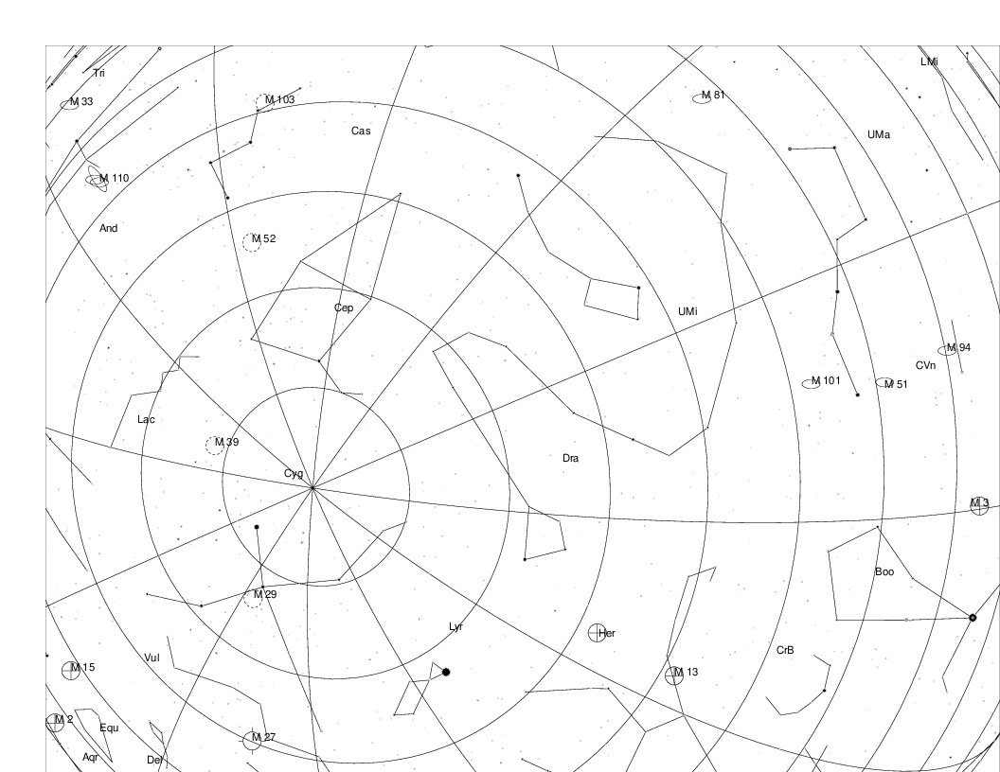 LMi
Tri
M 33
M 103
M 81
Cas
UMa
M 110
And
M 52
Cep
UMi
M 94
CVn
M 101
M 51
Lac
M 39
Dra
Cyg
M 3
Boo
M 29
Lyr
Her
CrB
Vul
M 15
M 13
M 2
Equ
M 27
Aqr
Del